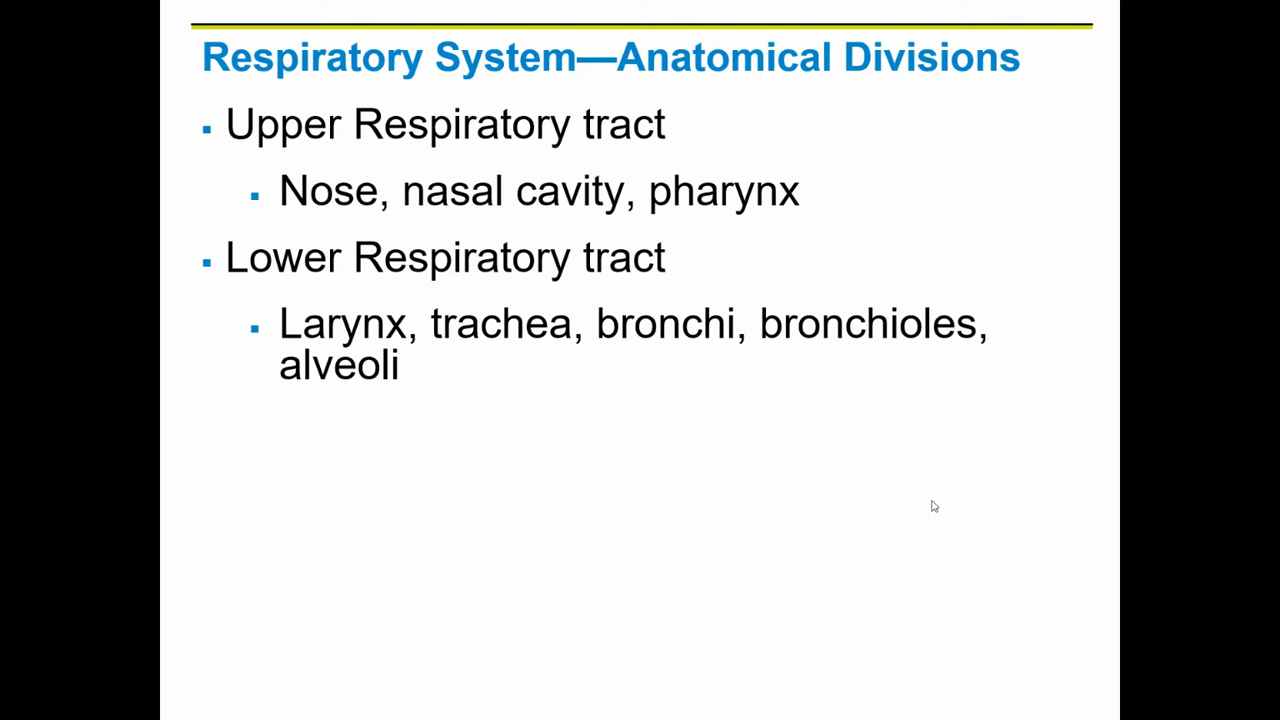 Respiratory System—Anatomical Divisions
▪ Upper Respiratory tract
▪ Nose, nasal cavity, pharynx
▪ Lower Respiratory tract
▪ Larynx, trachea, bronchi, bronchioles,
alveoli